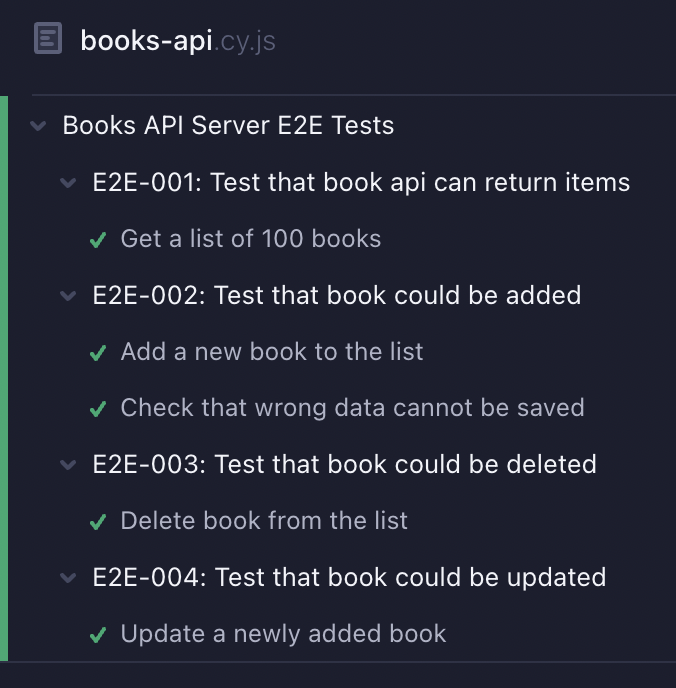 books-api.cy.js
Books API Server E2E Tests
E2E-001: Test that book api can return items
Get a list of 100 books
E2E-002: Test that book could be added
Add a new book to the list
Check that wrong data cannot be saved
E2E-003: Test that book could be deleted
Delete book from the list
E2E-004: Test that book could be updated
Update a newly added book